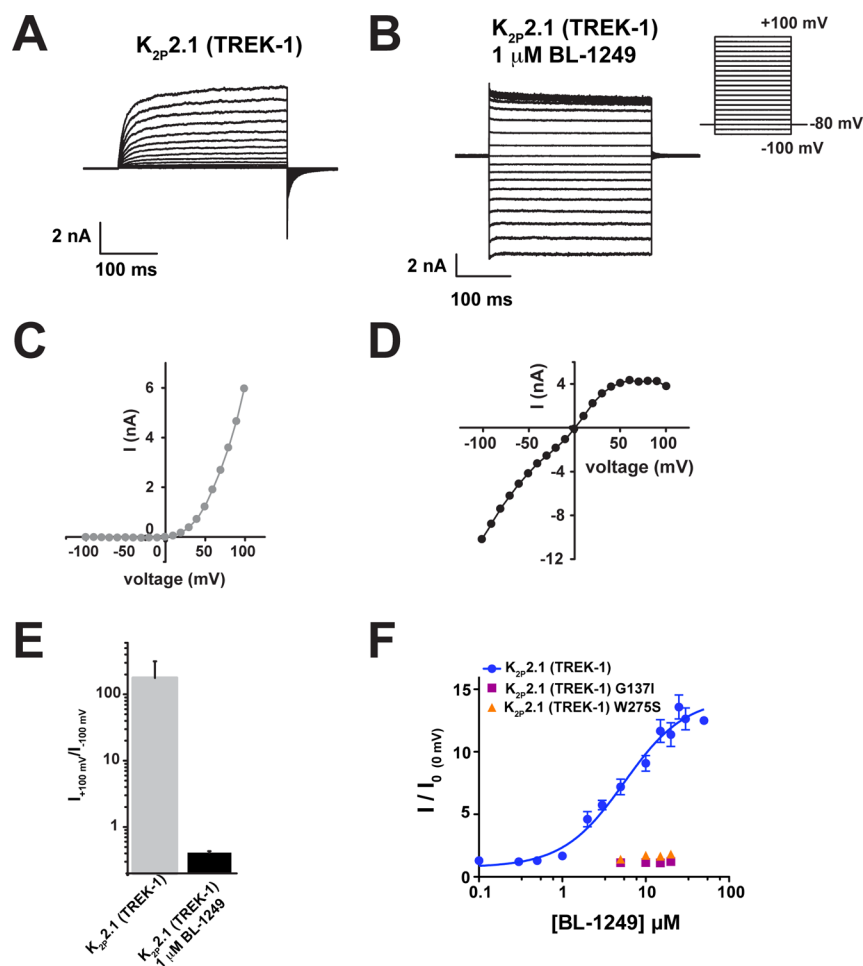 A
K2P2.1 (TREK-1)
2 nA
100 ms
B
K2P2.1 (TREK-1)
1 μM BL-1249
+100 mV
-80 mV
-100 mV
2 nA
100 ms
C
I (nA)
6
4
2
0
-100
-50
0
50
100
voltage (mV)
D
I (nA)
4
-100
-50
50
100
voltage (mV)
-4
-8
-12
E
I+100 mV/I-100 mV
100
10
1
K2P2.1 (TREK-1)
K2P2.1 (TREK-1)
1 μM BL-1249
F
K2P2.1 (TREK-1)
K2P2.1 (TREK-1) G137I
K2P2.1 (TREK-1) W275S
I / I0 (0 mV)
15
10
5
0
0.1
1
10
100
[BL-1249] μM